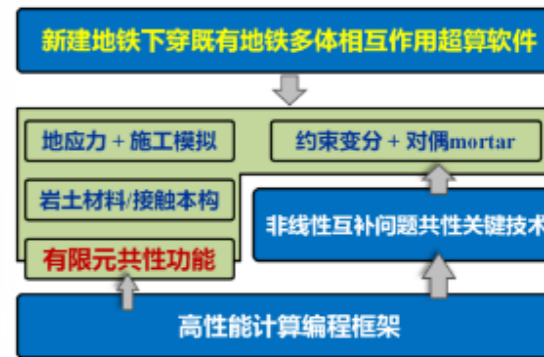 新建地铁下穿既有地铁多体相互作用超算软件
地应力 + 施工模拟
约束变分 + 对偶mortar
岩土材料/接触本构
非线性互补问题共性关键技术
有限元共性功能
高性能计算编程框架